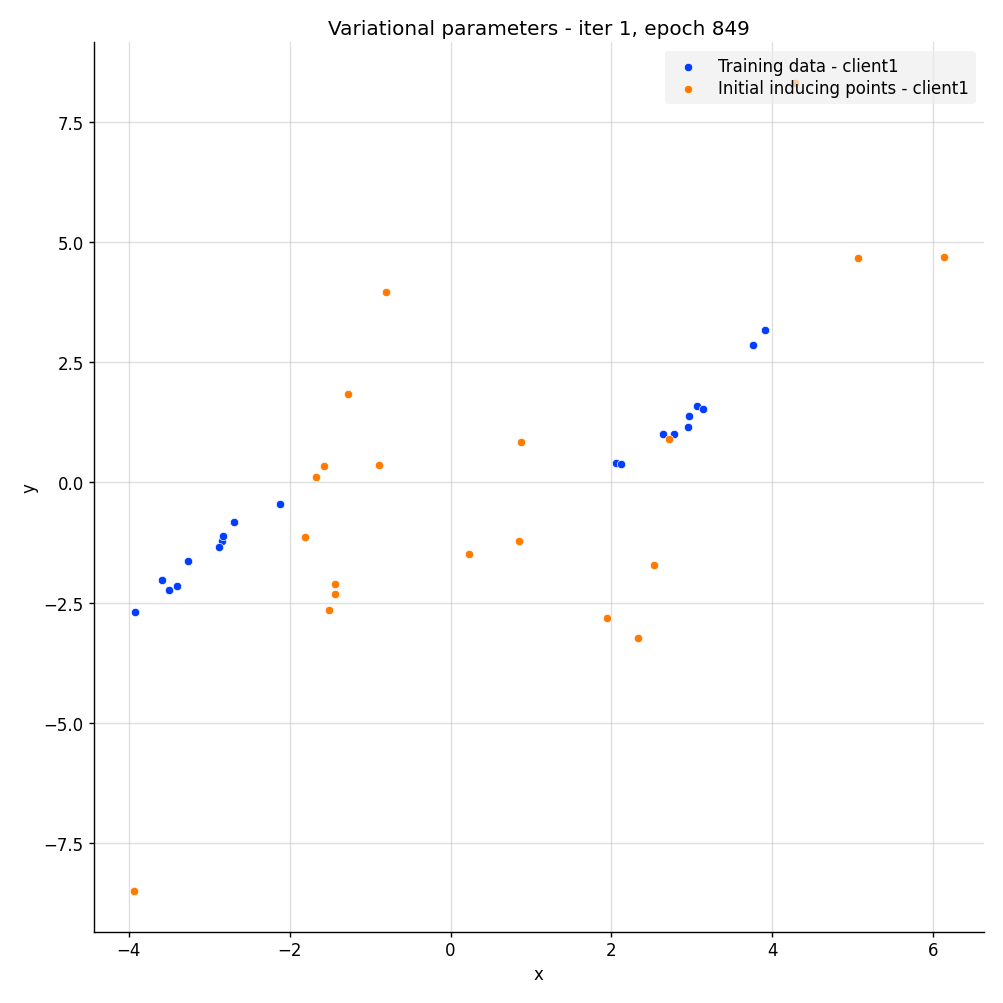 Variational parameters - iter 1, epoch 849
Training data - client1
Initial inducing points - client1
7.5
5.0
2.5
0.0
−2.5
−5.0
−7.5
y
−4
−2
0
2
4
6
x